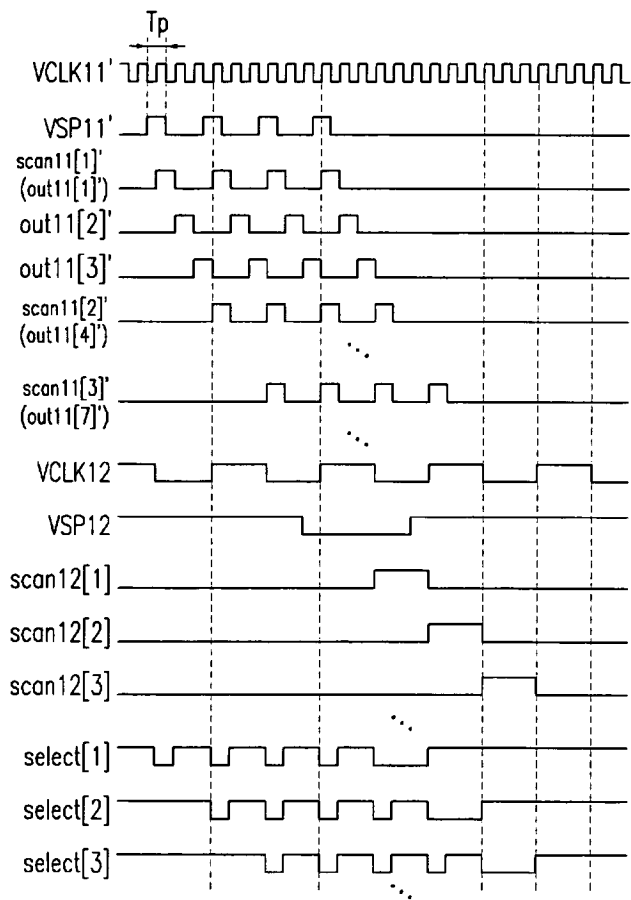 Tp
VCLK11'
VSP11'
scan11[1]'
(out11[1]')
out11[2]'
out11[3]'
scan11[2]'
(out11[4]')
scan11[3]'
(out11[7]')
VCLK12
VSP12
scan12[1]
scan12[2]
scan12[3]
select[1]
select[2]
select[3]